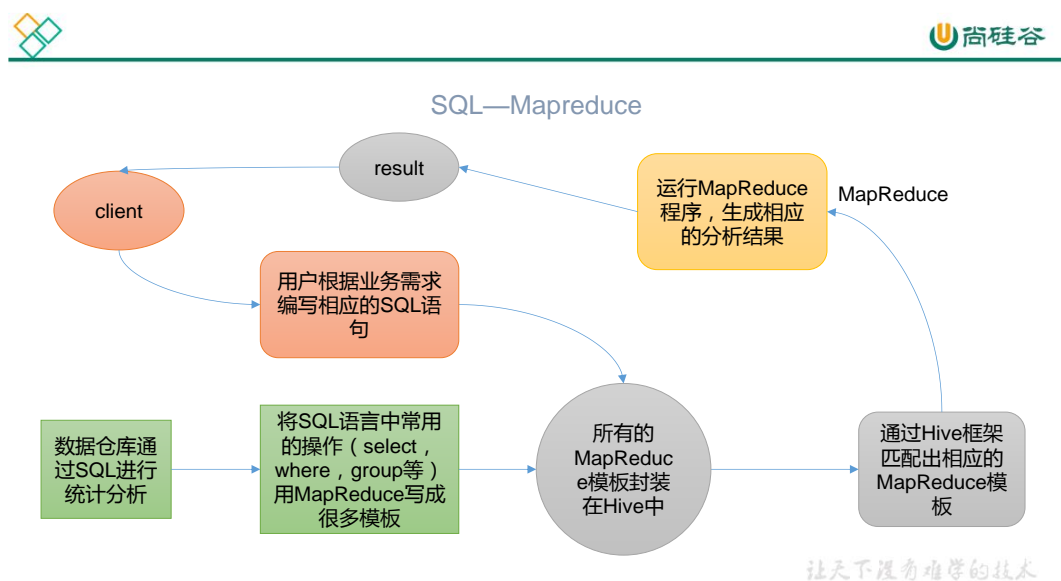 尚硅谷
SQL—Mapreduce
result
client
运行MapReduce
程序，生成相应
的分析结果
MapReduce
用户根据业务需求
编写相应的SQL语
句
数据仓库通
过SQL进行
统计分析
将SQL语言中常用
的操作（select，
where，group等）
用MapReduce写成
很多模板
所有的
MapReduc
e模板封装
在Hive中
通过Hive框架
匹配出相应的
MapReduce模
板
让天下没有难学的技术